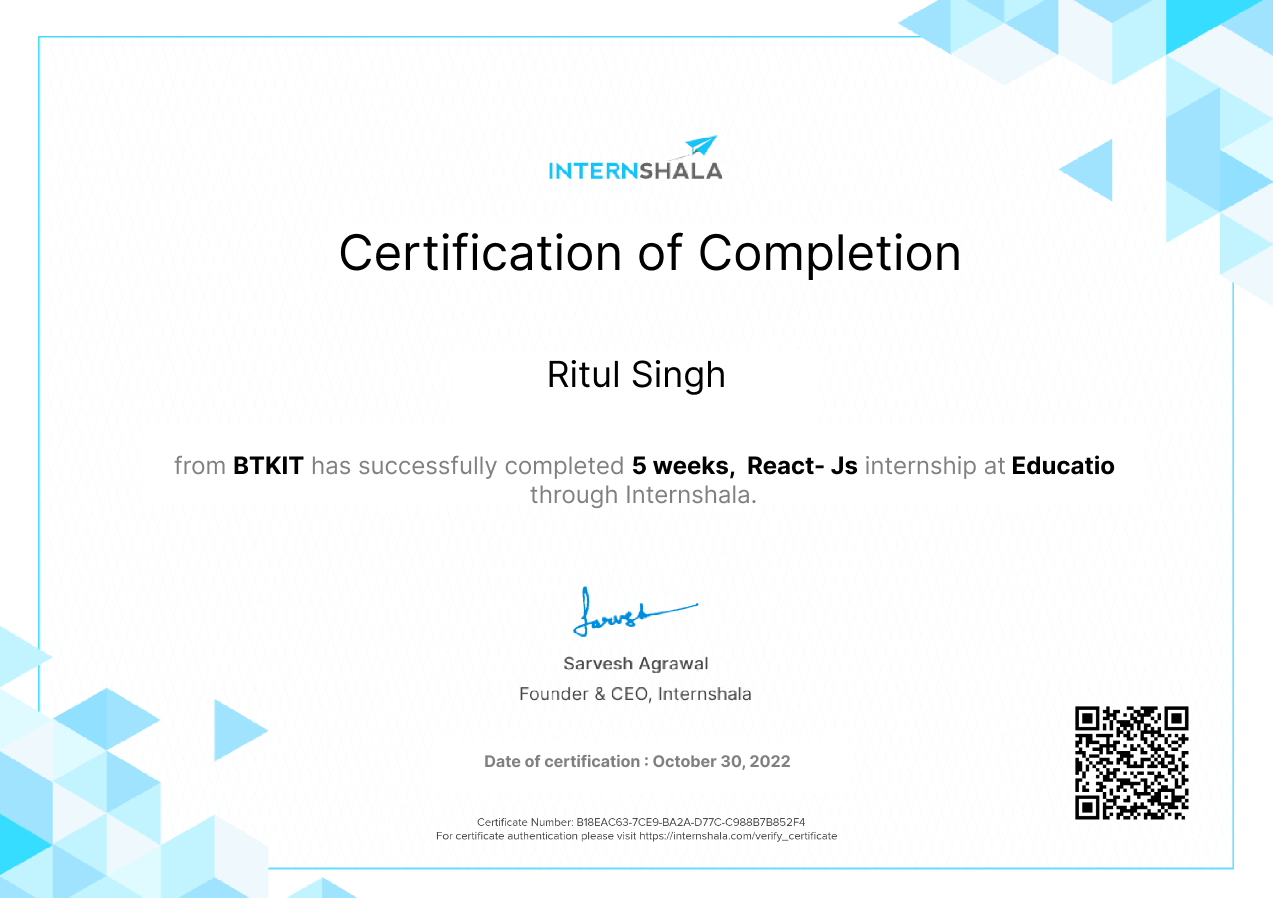 INTERNSHALA
Certification of Completion
Ritul Singh
from BTKIT has successfully completed 5 weeks, React- Js internship at Educatio
through Internshala.
Sarvesh
Sarvesh Agrawal
Founder & CEO, Internshala
Date of certification : October 30, 2022
Certificate Number: B18EAC63-7CE9-BA2A-D77C-C988B7B852F4
For certificate authentication please visit https://internshala.com/verify_certificate